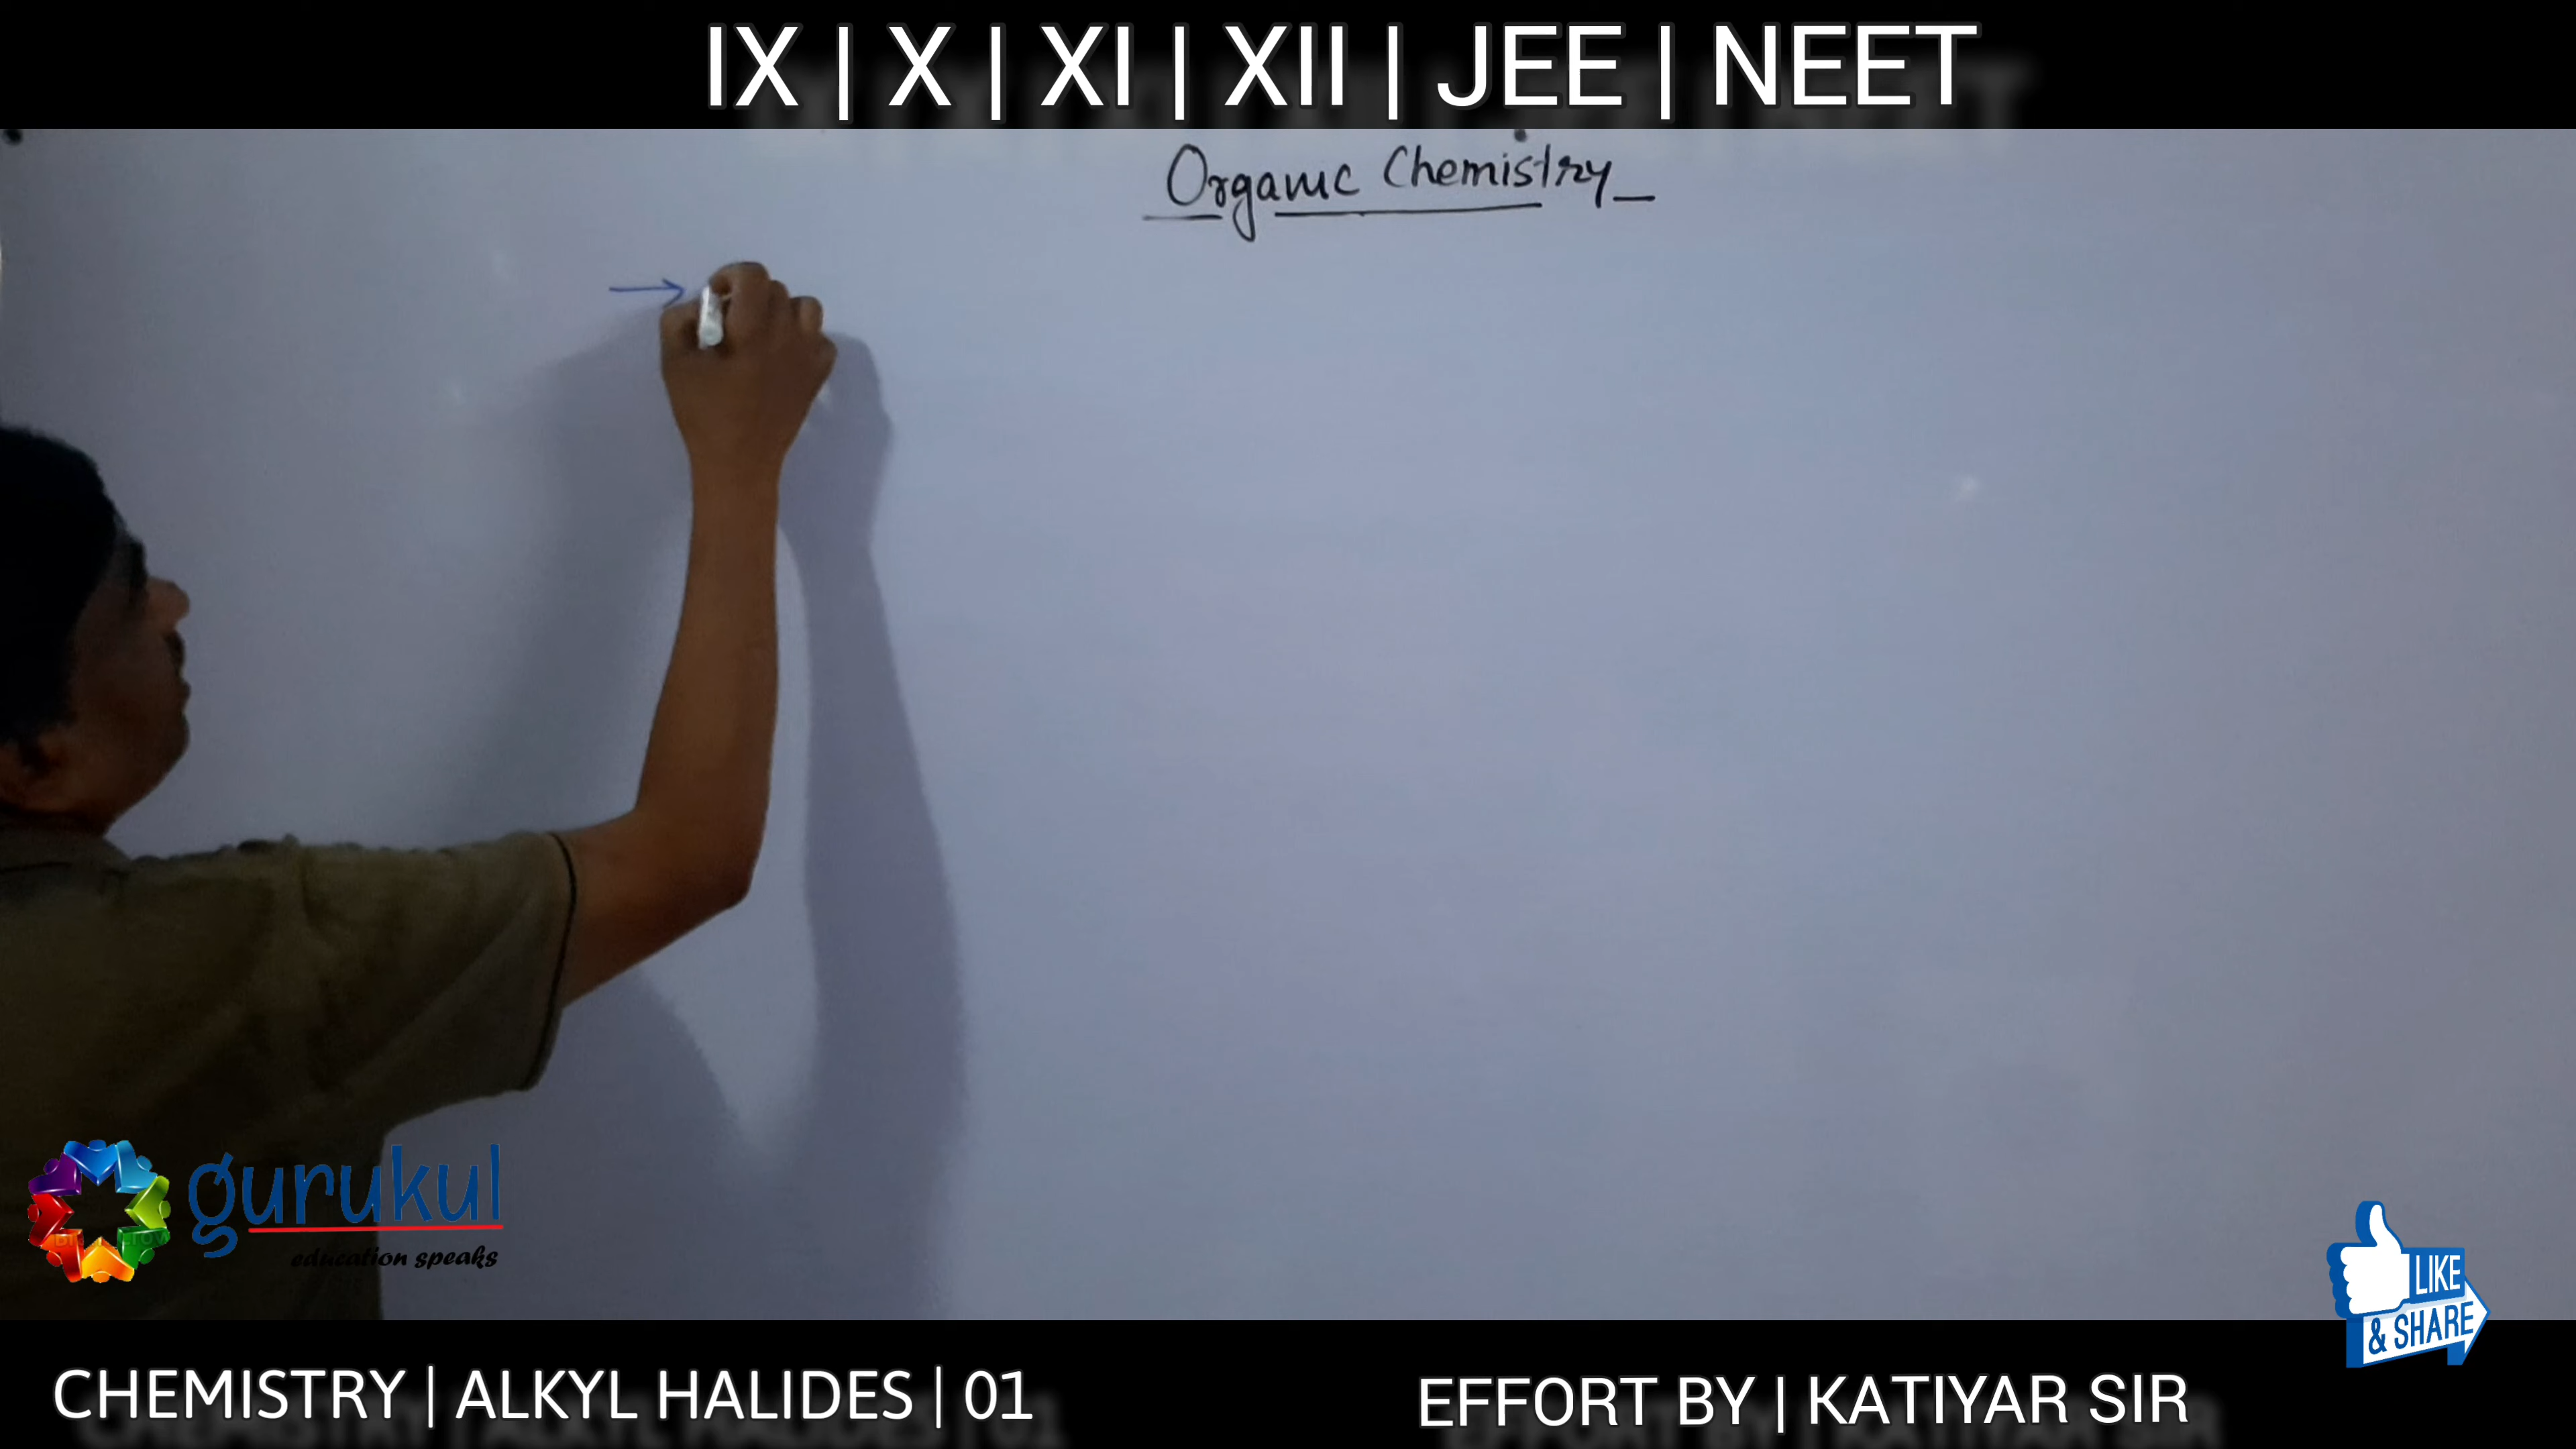 IX | X | XI | XII | JEE | NEET
Organic Chemistry
gurukul
education speaks
LIKE
& SHARE
CHEMISTRY | ALKYL HALIDES | 01
EFFORT BY | KATIYAR SIR